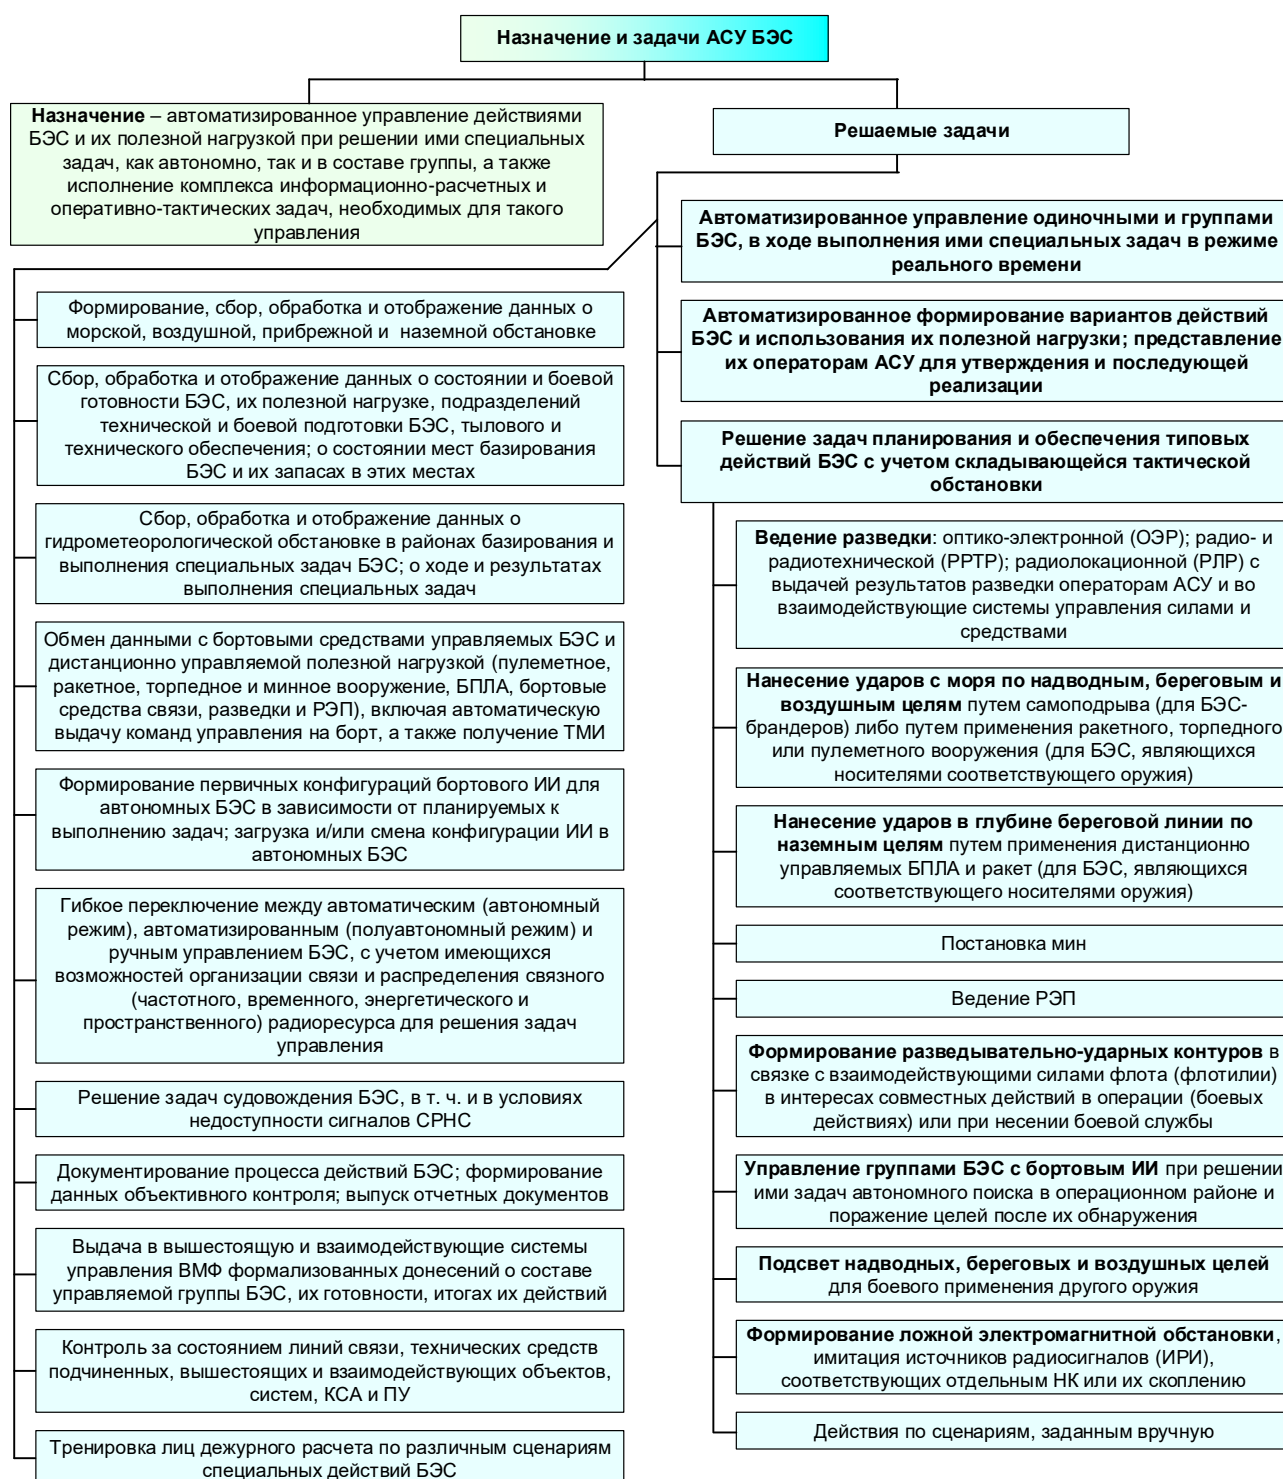 Назначение и задачи АСУ БЭС
Назначение – автоматизированное управление действиями
БЭС и их полезной нагрузкой при решении ими специальных
задач, как автономно, так и в составе группы, а также
исполнение комплекса информационно-расчетных и
оперативно-тактических задач, необходимых для такого
управления
Решаемые задачи
Автоматизированное управление одиночными и группами
БЭС, в ходе выполнения ими специальных задач в режиме
реального времени
Автоматизированное формирование вариантов действий
БЭС и использования их полезной нагрузки; представление
их операторам АСУ для утверждения и последующей
реализации
Решение задач планирования и обеспечения типовых
действий БЭС с учетом складывающейся тактической
обстановки
Формирование, сбор, обработка и отображение данных о
морской, воздушной, прибрежной и наземной обстановке
Сбор, обработка и отображение данных о состоянии и боевой
готовности БЭС, их полезной нагрузке, подразделений
технической и боевой подготовки БЭС, тылового и
технического обеспечения; о состоянии мест базирования
БЭС и их запасах в этих местах
Сбор, обработка и отображение данных о
гидрометеорологической обстановке в районах базирования и
выполнения специальных задач БЭС; о ходе и результатах
выполнения специальных задач
Обмен данными с бортовыми средствами управляемых БЭС и
дистанционно управляемой полезной нагрузкой (пулеметное,
ракетное, торпедное и минное вооружение, БПЛА, бортовые
средства связи, разведки и РЭП), включая автоматическую
выдачу команд управления на борт, а также получение ТМИ
Формирование первичных конфигураций бортового ИИ для
автономных БЭС в зависимости от планируемых к
выполнению задач; загрузка и/или смена конфигурации ИИ в
автономных БЭС
Гибкое переключение между автоматическим (автономный
режим), автоматизированным (полуавтономный режим) и
ручным управлением БЭС, с учетом имеющихся
возможностей организации связи и распределения связного
(частотного, временного, энергетического и
пространственного) радиоресурса для решения задач
управления
Решение задач судовождения БЭС, в т. ч. и в условиях
недоступности сигналов СРНС
Документирование процесса действий БЭС; формирование
данных объективного контроля; выпуск отчетных документов
Выдача в вышестоящую и взаимодействующие системы
управления ВМФ формализованных донесений о составе
управляемой группы БЭС, их готовности, итогах их действий
Контроль за состоянием линий связи, технических средств
подчиненных, вышестоящих и взаимодействующих объектов,
систем, КСА и ПУ
Тренировка лиц дежурного расчета по различным сценариям
специальных действий БЭС
Ведение разведки: оптико-электронной (ОЭР); радио- и
радиотехнической (РРТР); радиолокационной (РЛР) с
выдачей результатов разведки операторам АСУ и во
взаимодействующие системы управления силами и
средствами
Нанесение ударов с моря по надводным, береговым и
воздушным целям путем самоподрыва (для БЭС-
брандеров) либо путем применения ракетного, торпедного
или пулеметного вооружения (для БЭС, являющихся
носителями соответствующего оружия)
Нанесение ударов в глубине береговой линии по
наземным целям путем применения дистанционно
управляемых БПЛА и ракет (для БЭС, являющихся
соответствующего носителями оружия)
Постановка мин
Ведение РЭП
Формирование разведывательно-ударных контуров в
связке с взаимодействующими силами флота (флотилии)
в интересах совместных действий в операции (боевых
действиях) или при несении боевой службы
Управление группами БЭС с бортовым ИИ при решении
ими задач автономного поиска в операционном районе и
поражение целей после их обнаружения
Подсвет надводных, береговых и воздушных целей
для боевого применения другого оружия
Формирование ложной электромагнитной обстановки,
имитация источников радиосигналов (ИРИ),
соответствующих отдельным НК или их скоплению
Действия по сценариям, заданным вручную